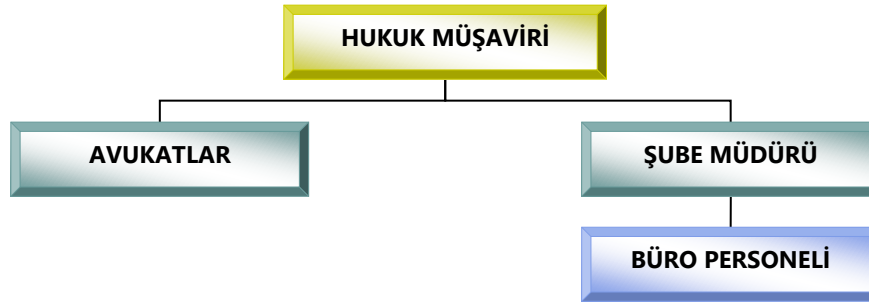 HUKUK MÜŞAVİRİ
AVUKATLAR
ŞUBE MÜDÜRÜ
BÜRO PERSONELİ